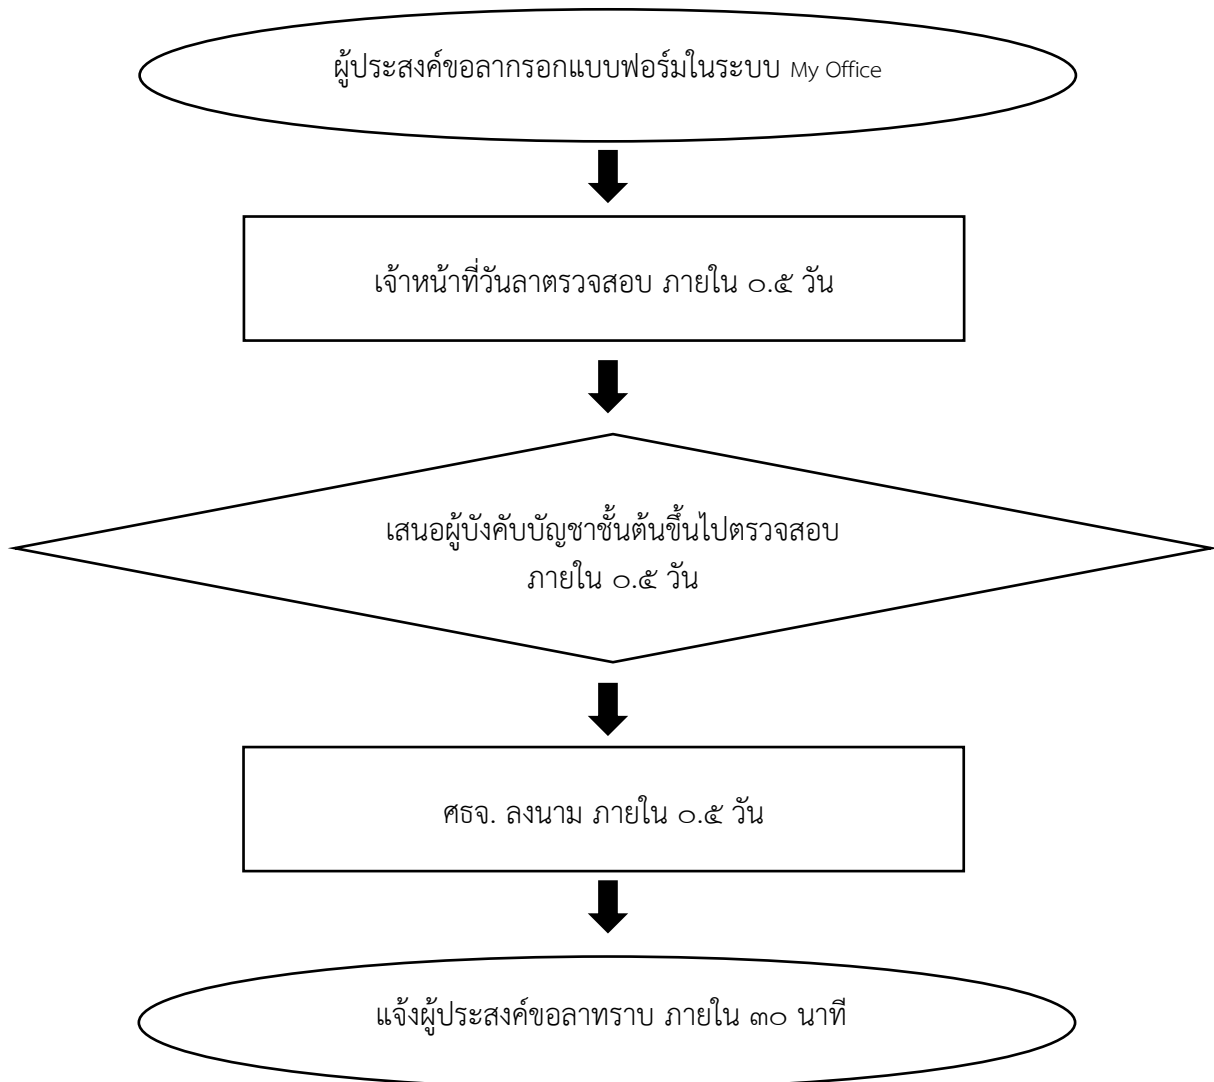 ผู้ประสงค์ขอลากรอกแบบฟอร์มในระบบ My Office
เจ้าหน้าที่วันลาตรวจสอบ ภายใน ๐.๕ วัน
เสนอผู้บังคับบัญชาชั้นต้นขึ้นไปตรวจสอบ
ภายใน ๐.๕ วัน
ศธจ. ลงนาม ภายใน ๐.๕ วัน
แจ้งผู้ประสงค์ขอลาทราบ ภายใน ๓๐ นาที